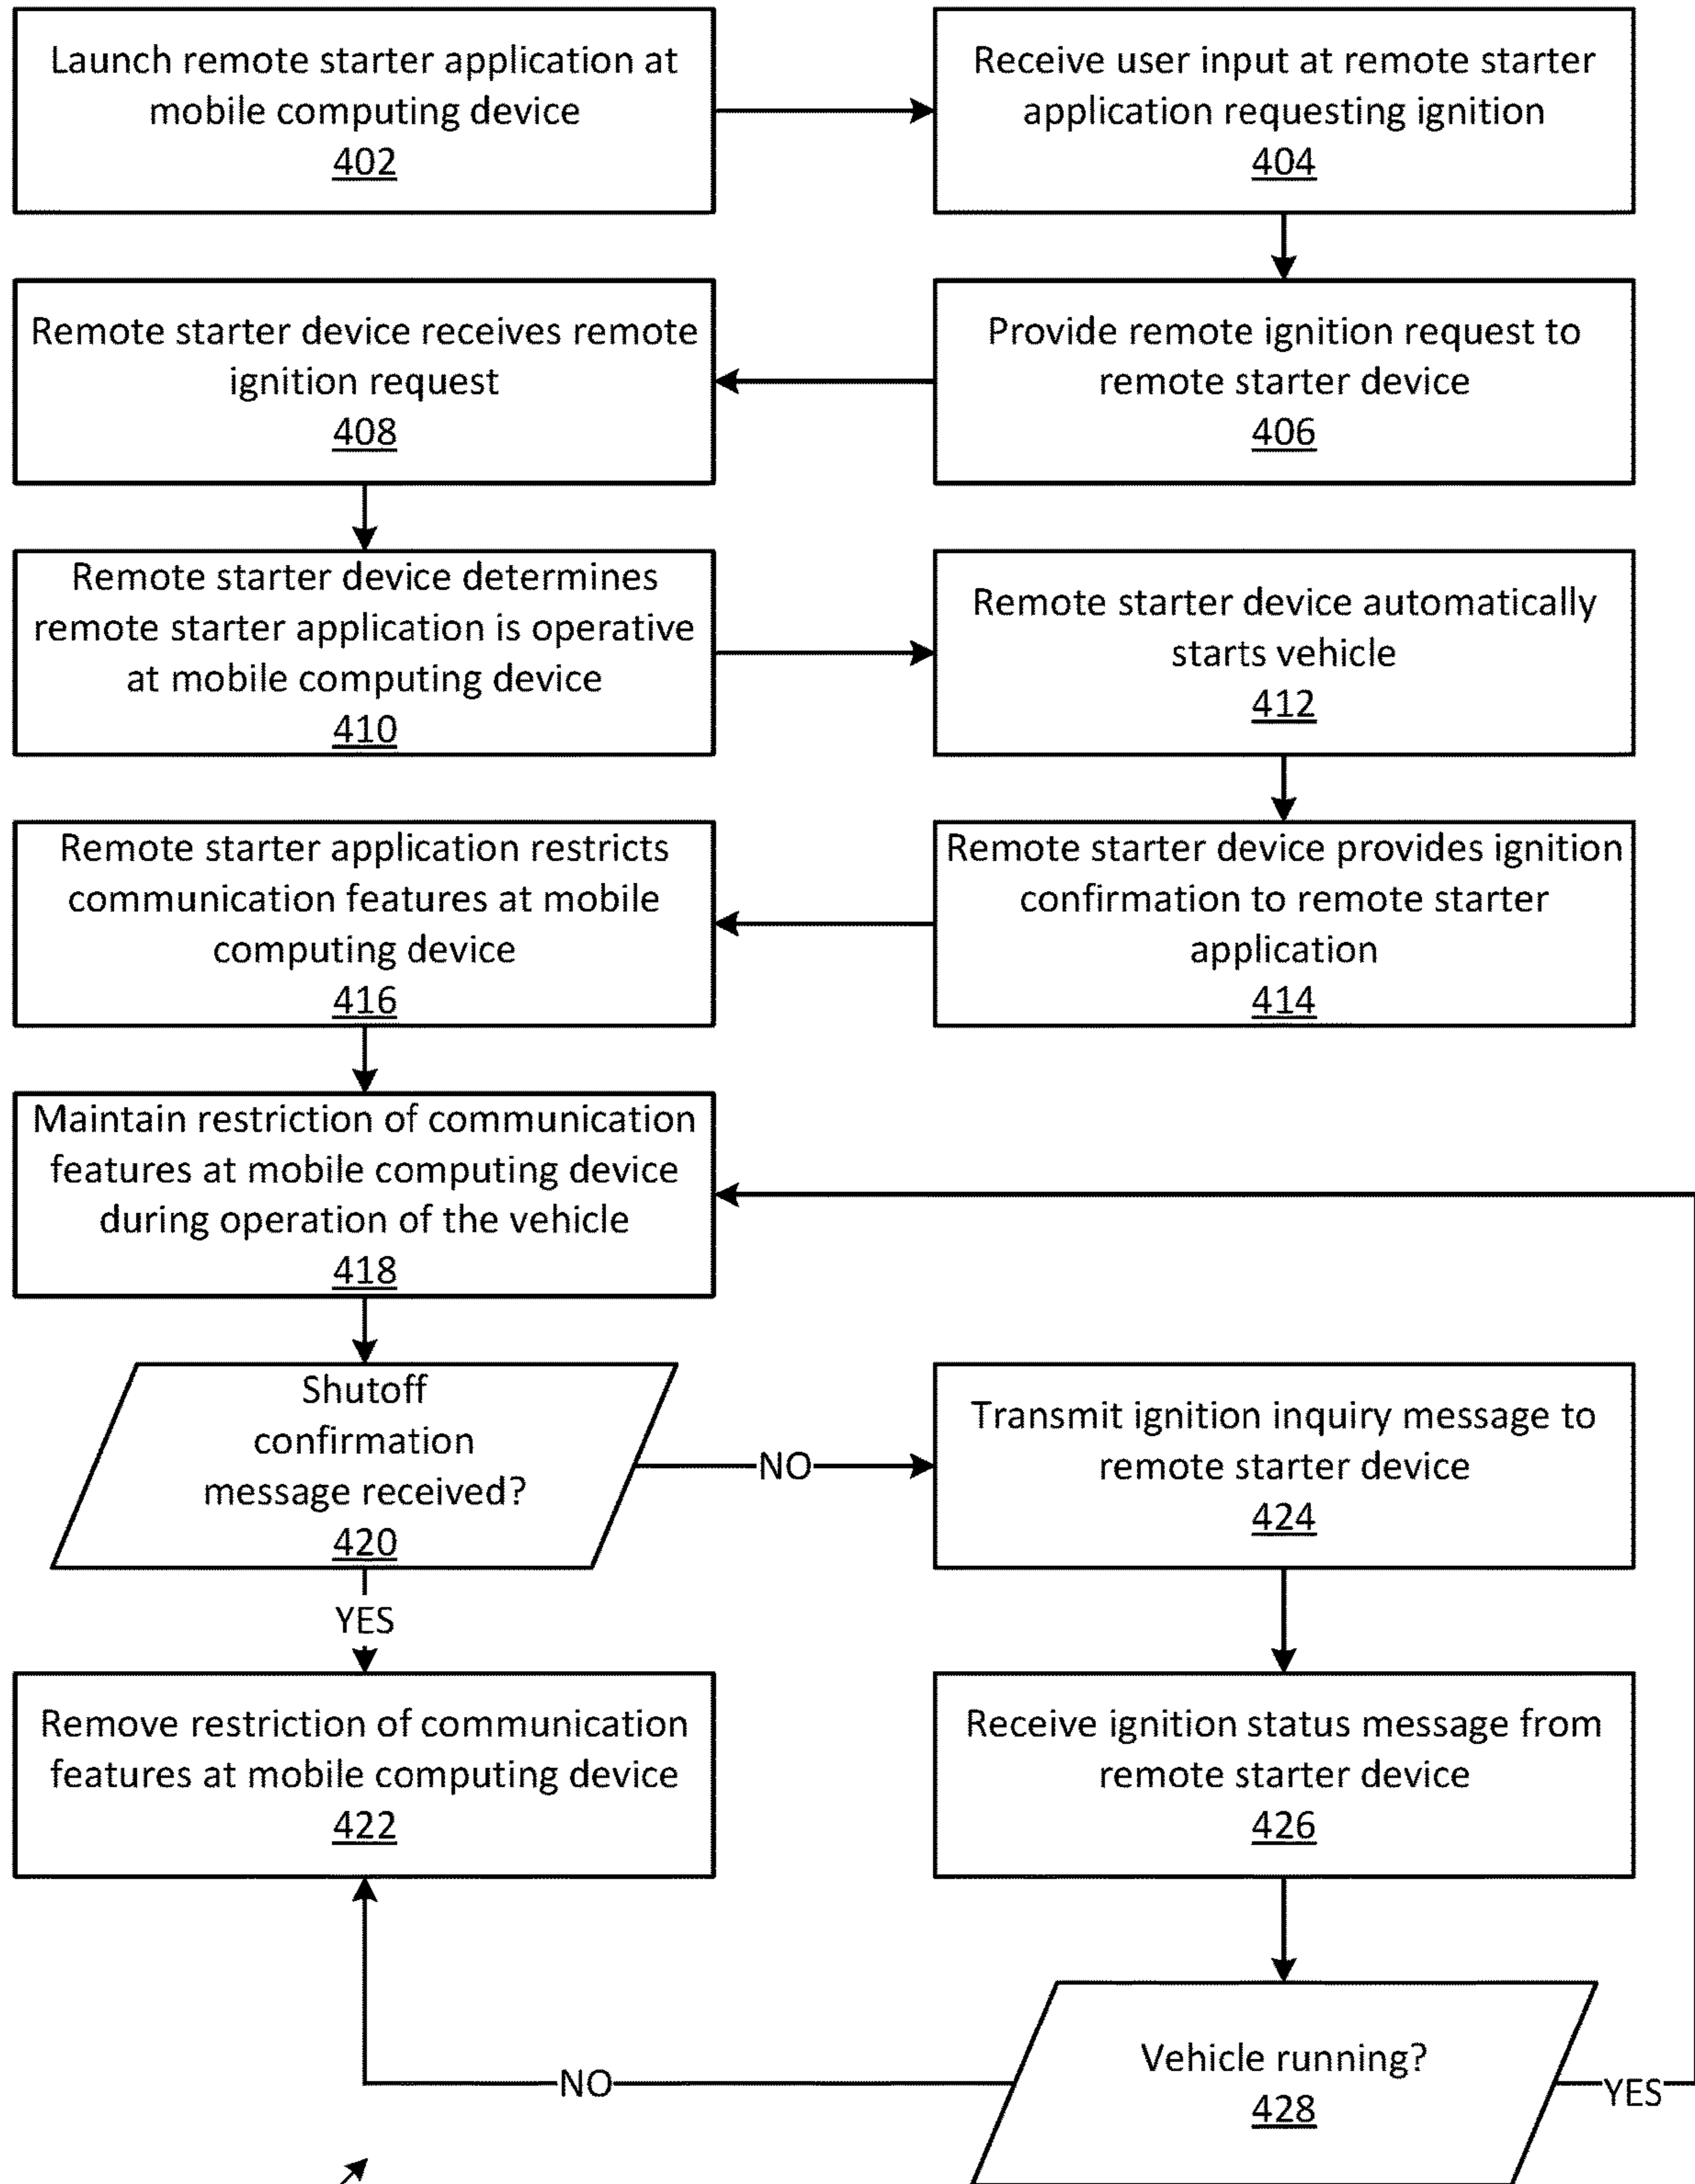 Launch remote starter application at
mobile computing device
402
Receive user input at remote starter
application requesting ignition
404
Provide remote ignition request to
remote starter device
406
Remote starter device receives remote
ignition request
408
Remote starter device determines
remote starter application is operative
at mobile computing device
410
Remote starter device automatically
starts vehicle
412
Remote starter device provides ignition
confirmation to remote starter
application
414
Remote starter application restricts
communication features at mobile
computing device
416
Maintain restriction of communication
features at mobile computing device
during operation of the vehicle
418
Shutoff
confirmation
message received?
420
NO
YES
Remove restriction of communication
features at mobile computing device
422
Transmit ignition inquiry message to
remote starter device
424
Receive ignition status message from
remote starter device
426
Vehicle running?
428
NO
YES